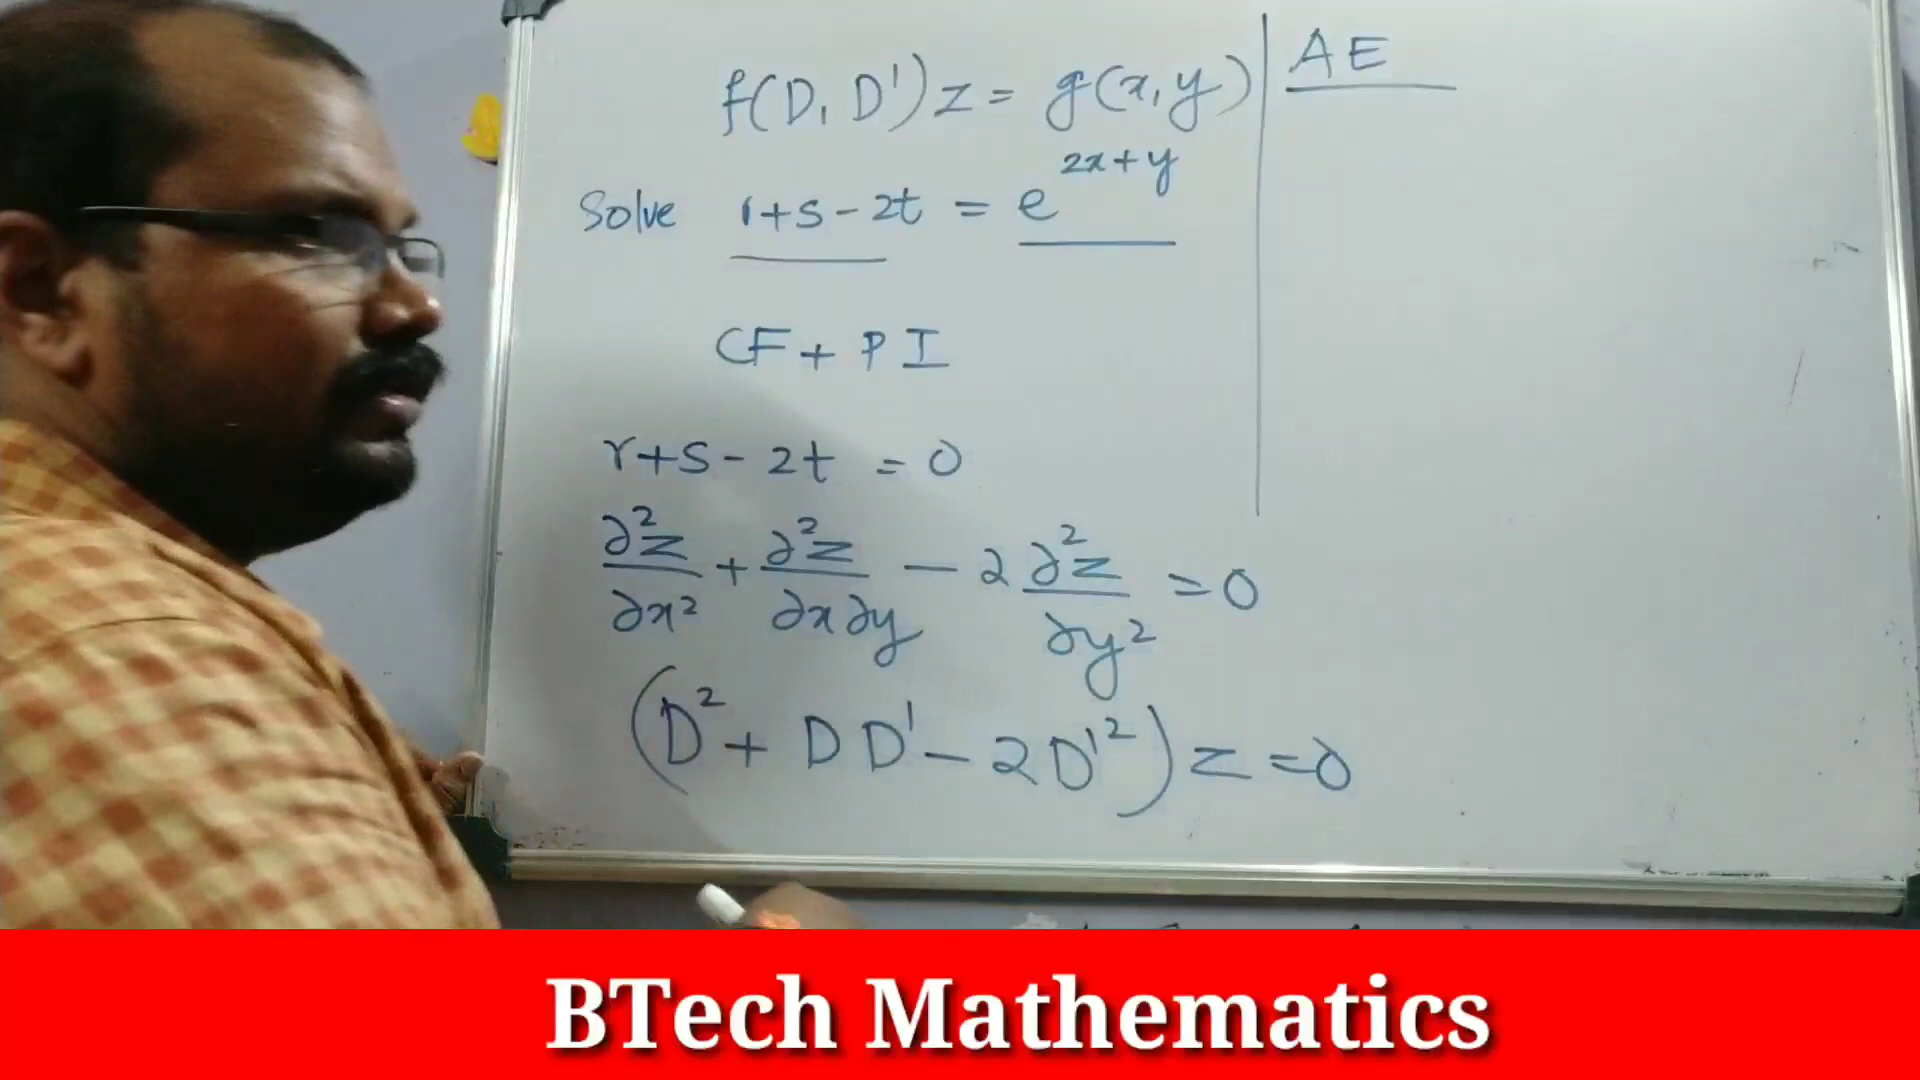 f(D, D')z = g(x,y)
AE
Solve r+s-2t = e^{2x+y}
CF + PI
r+s-2t = 0
∂²z/∂x² + ∂²z/∂x∂y - 2 ∂²z/∂y² = 0
(D² + DD' - 2D'²)z = 0
BTech Mathematics